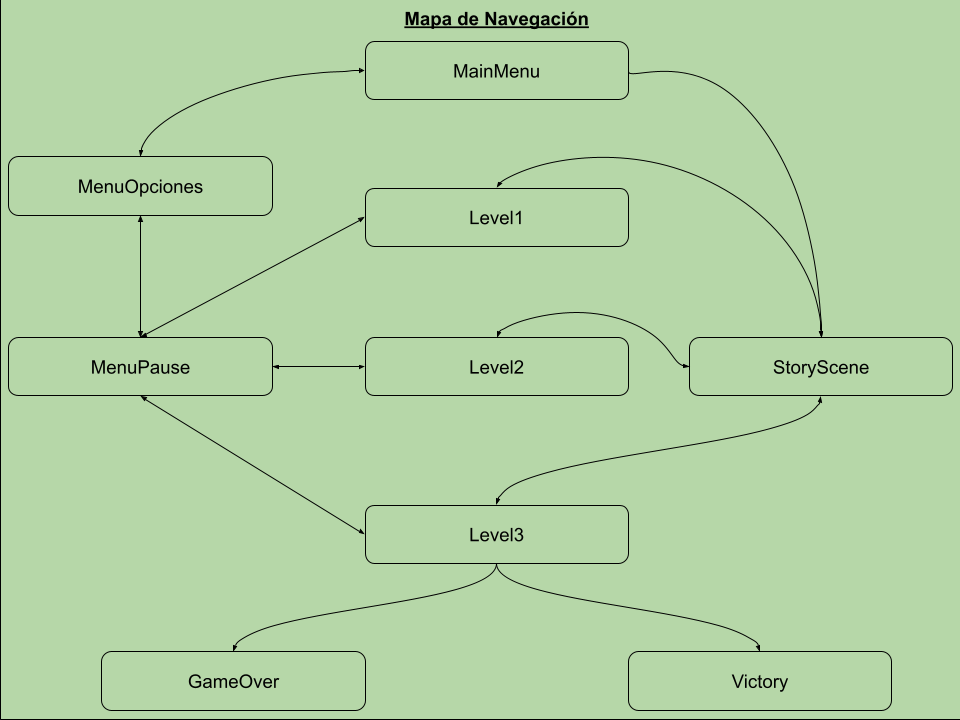 Mapa de Navegación
MainMenu
MenuOpciones
Level1
MenuPause
Level2
StoryScene
Level3
GameOver
Victory